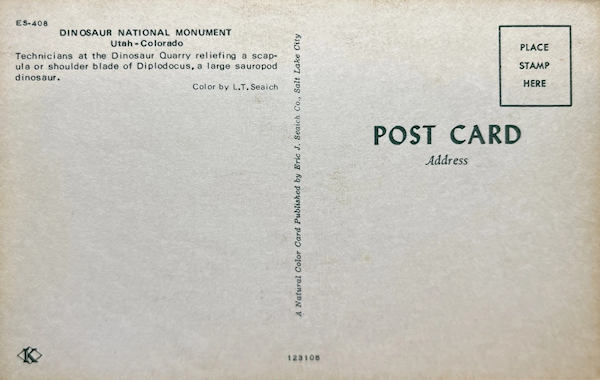 ES-408
DINOSAUR NATIONAL MONUMENT
Utah-Colorado
Technicians at the Dinosaur Quarry reliefing a scap-
ula or shoulder blade of Diplodocus, a large sauropod
dinosaur.
Color by L.T. Seaich
A Natural Color Card Published by Eric J. Seaich Co., Salt Lake City
PLACE
STAMP
HERE
POST CARD
Address
K
123108